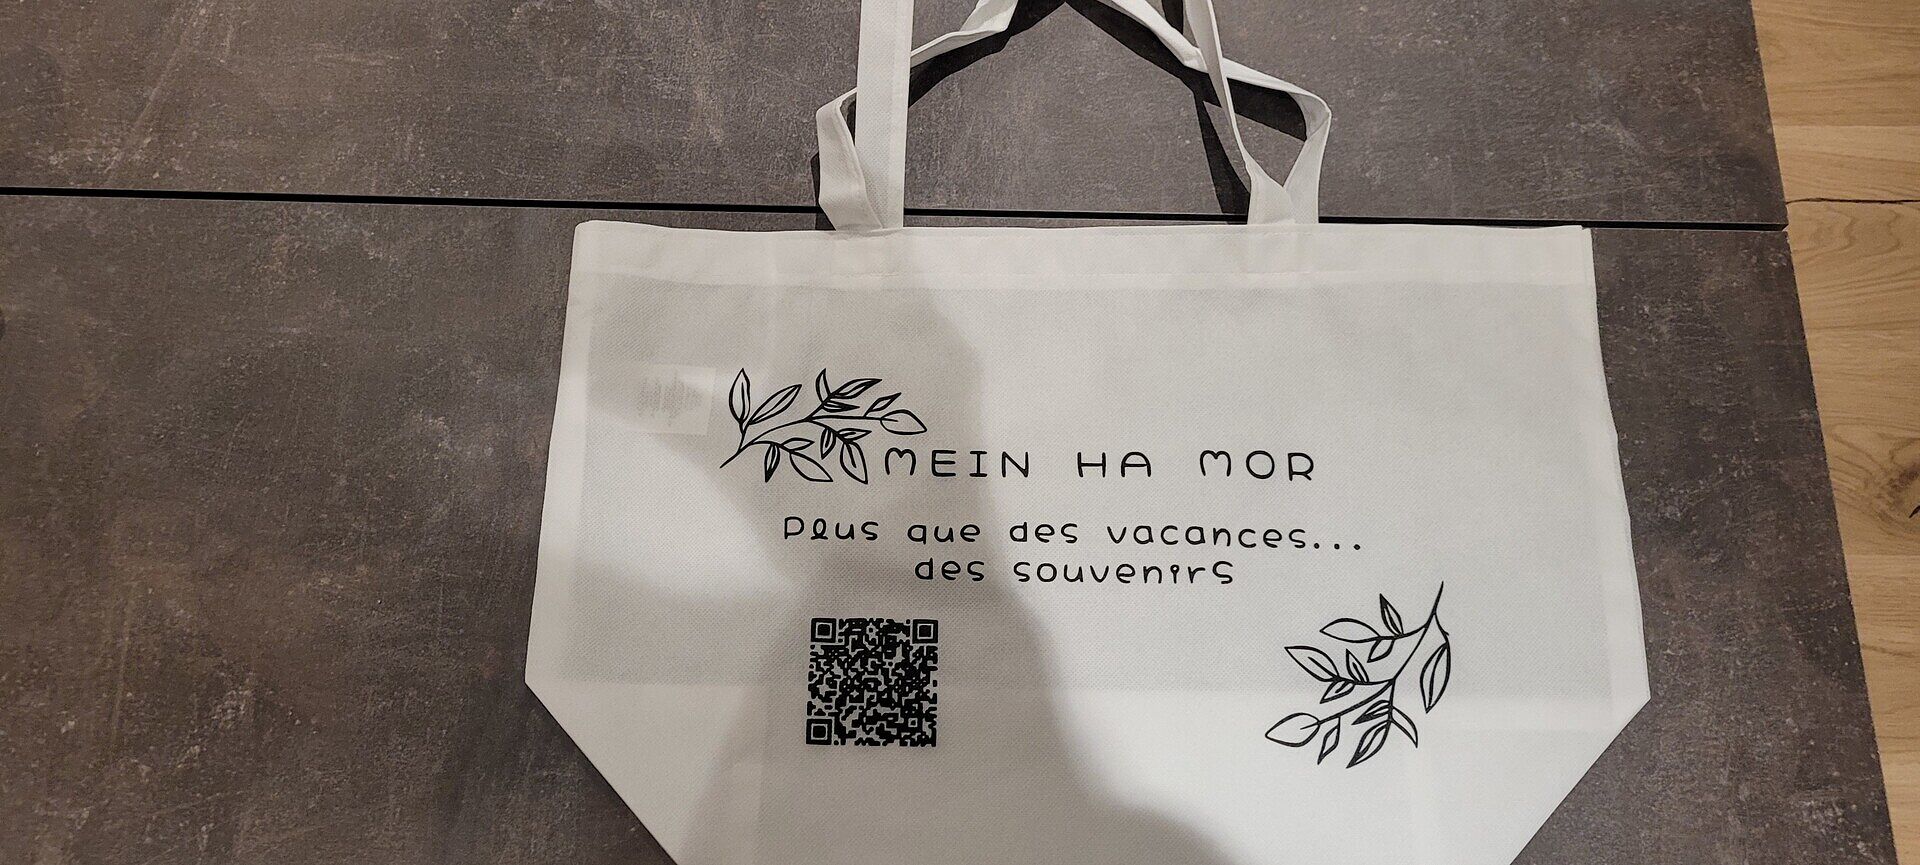 MEIN HA MOR
Plus que des vacances...
des souvenirs